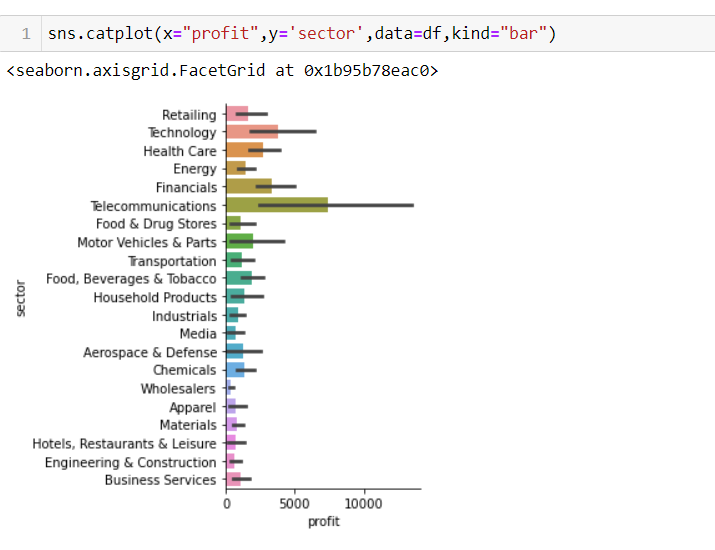 1 sns.catplot(x="profit",y='sector',data=df,kind="bar")
<seaborn.axisgrid.FacetGrid at 0x1b95b78eac0>
Retailing
Technology
Health Care
Energy
Financials
Telecommunications
Food & Drug Stores
Motor Vehicles & Parts
Transportation
Food, Beverages & Tobacco
Household Products
Industrials
Media
Aerospace & Defense
Chemicals
Wholesalers
Apparel
Materials
Hotels, Restaurants & Leisure
Engineering & Construction
Business Services
sector
0 5000 10000
profit